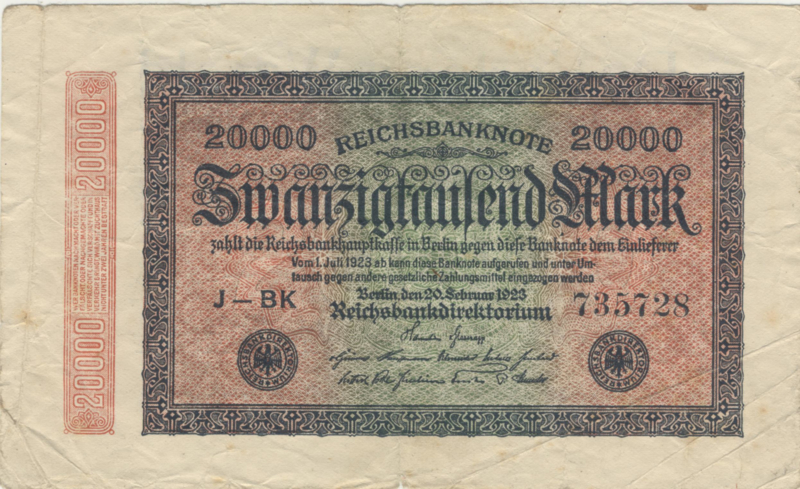 20000 REICHSBANKNOTE 20000
Zwanzigtausend Mark
zahlt die Reichsbankhauptkasse in Berlin gegen diese Banknote dem Einlieferer
Vom 1. Juli 1923 ab kann diese Banknote aufgerufen und unter Um-
tausch gegen andere gesetzliche Zahlungsmittel eingezogen werden
Berlin, den 20. Februar 1923
J–BK Reichsbankdirektorium 735728
20000
20000